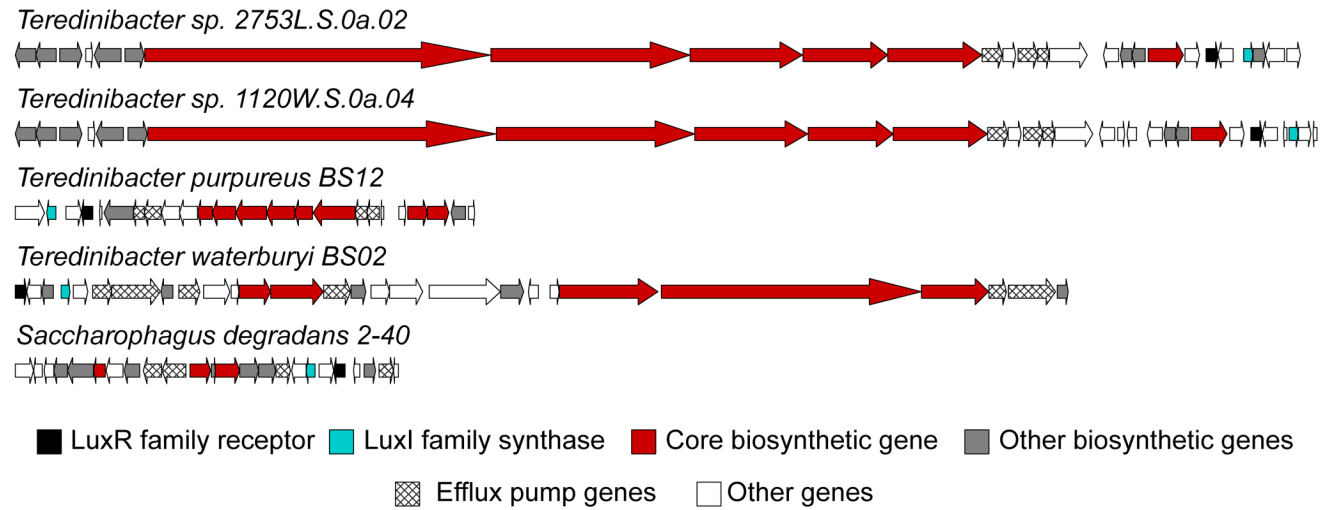 Teredinibacter sp. 2753L.S.0a.02
Teredinibacter sp. 1120W.S.0a.04
Teredinibacter purpureus BS12
Teredinibacter waterburyi BS02
Saccharophagus degradans 2-40
LuxR family receptor LuxI family synthase Core biosynthetic gene Other biosynthetic genes
Efflux pump genes Other genes